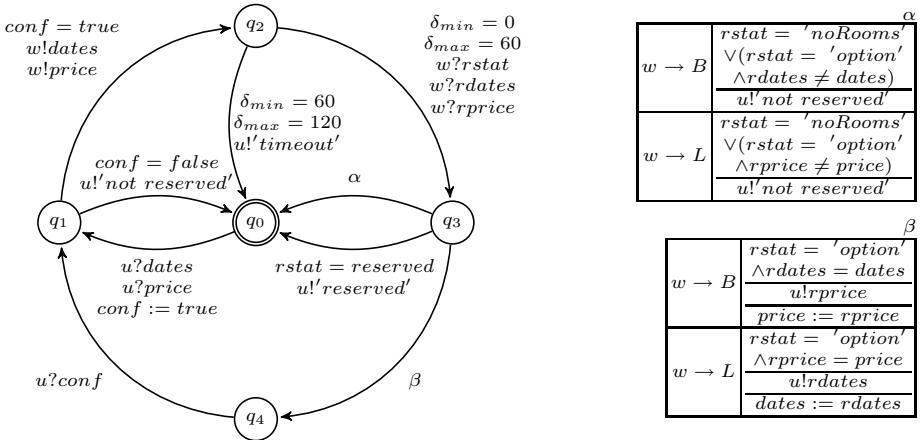 conf = true
w!dates
w!price
q₂
δmin = 0
δmax = 60
w?rstat
w?rdates
w?rprice
δmin = 60
δmax = 120
u!'timeout'
conf = false
u!'not reserved'
α
q₁
q₀
q₃
u?dates
u?price
conf := true
rstat = reserved
u!'reserved'
u?conf
β
q₄
α
w → B
rstat = 'noRooms'
∨(rstat = 'option'
∧rdates ≠ dates)
u!'not reserved'
w → L
rstat = 'noRooms'
∨(rstat = 'option'
∧rprice ≠ price)
u!'not reserved'
β
w → B
rstat = 'option'
∧rdates = dates
u!rprice
price := rprice
w → L
rstat = 'option'
∧rprice = price
u!rdates
dates := rdates